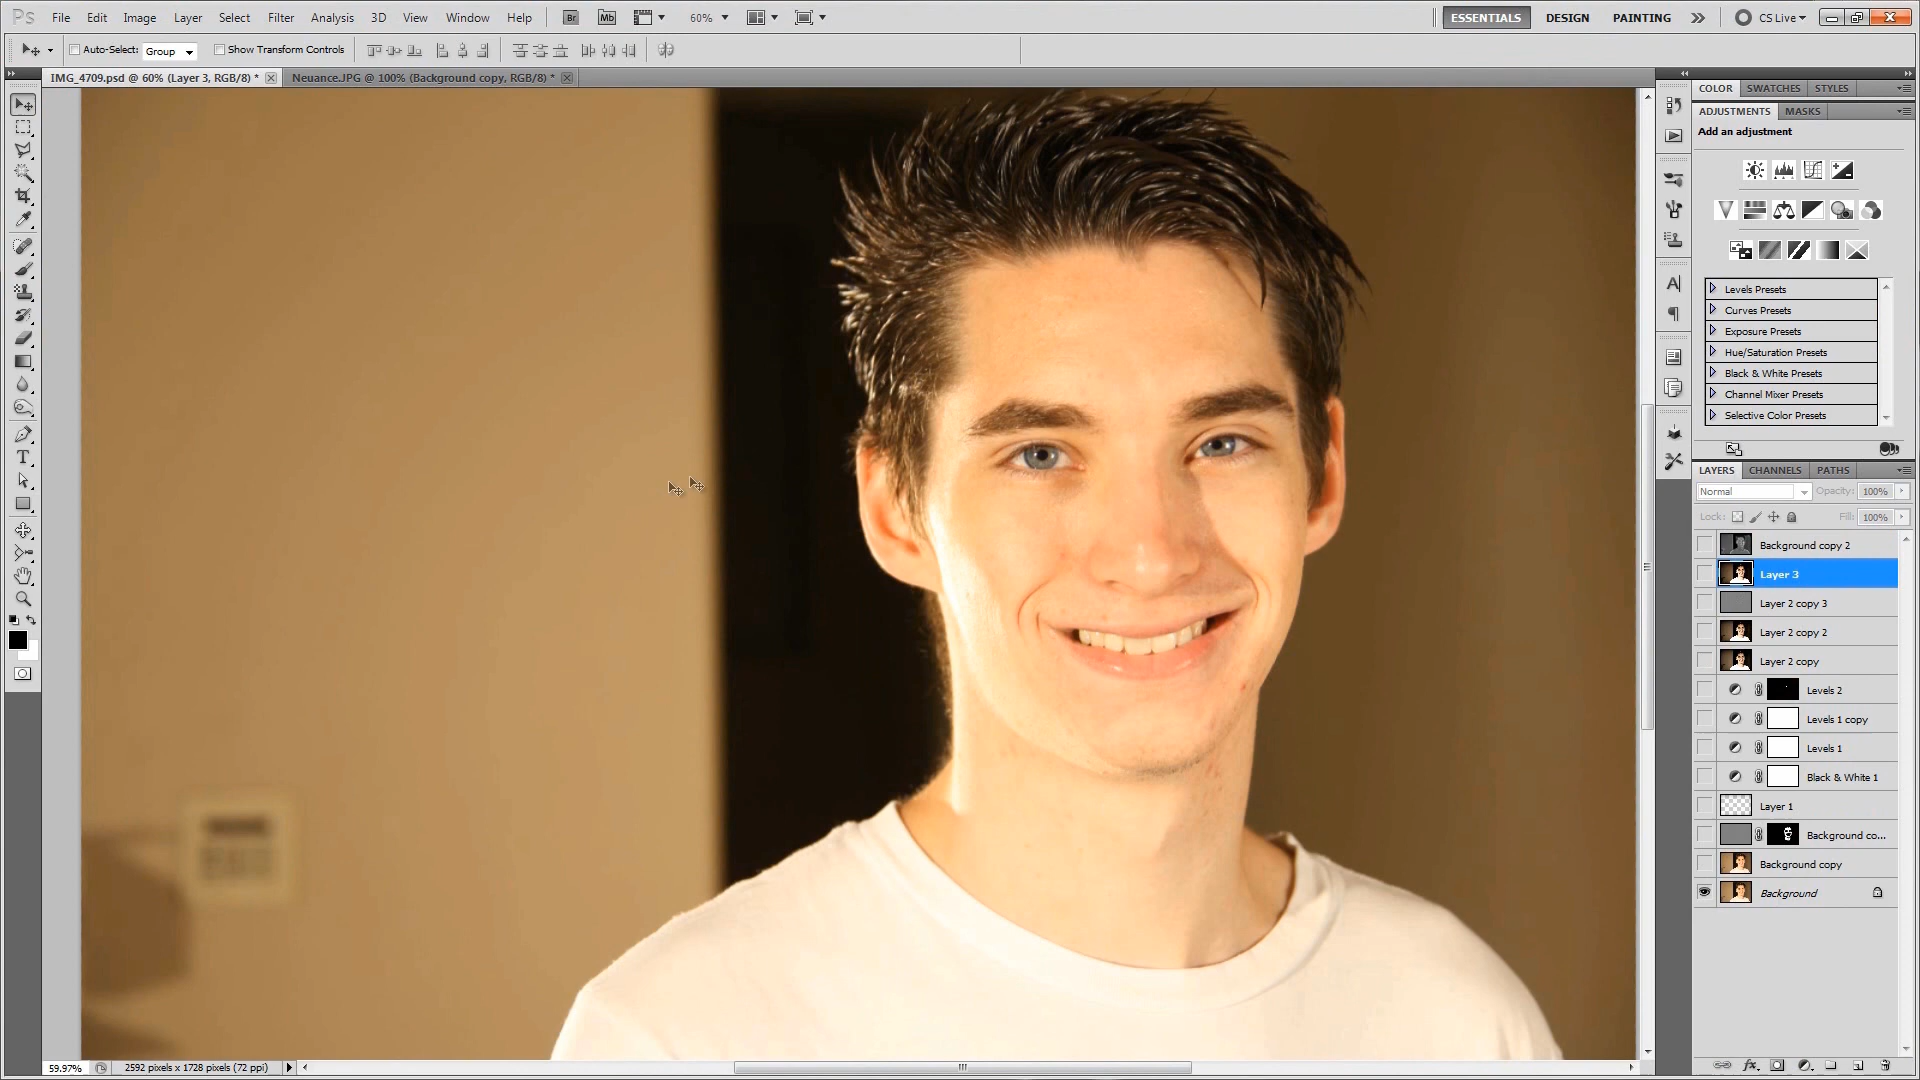 Ps File Edit Image Layer Select Filter Analysis 3D View Window Help Br Mb 60% ESSENTIALS DESIGN PAINTING CS Live
Auto-Select: Group Show Transform Controls
IMG_4709.psd @ 60% (Layer 3, RGB/8) * Neuance.JPG @ 100% (Background copy, RGB/8) *
COLOR SWATCHES STYLES
ADJUSTMENTS MASKS
Add an adjustment
Levels Presets
Curves Presets
Exposure Presets
Hue/Saturation Presets
Black & White Presets
Channel Mixer Presets
Selective Color Presets
LAYERS CHANNELS PATHS
Normal Opacity: 100%
Lock: Fill: 100%
Background copy 2
Layer 3
Layer 2 copy 3
Layer 2 copy 2
Layer 2 copy
Levels 2
Levels 1 copy
Levels 1
Black & White 1
Layer 1
Background co...
Background copy
Background
59.97% 2592 pixels x 1728 pixels (72 ppi)